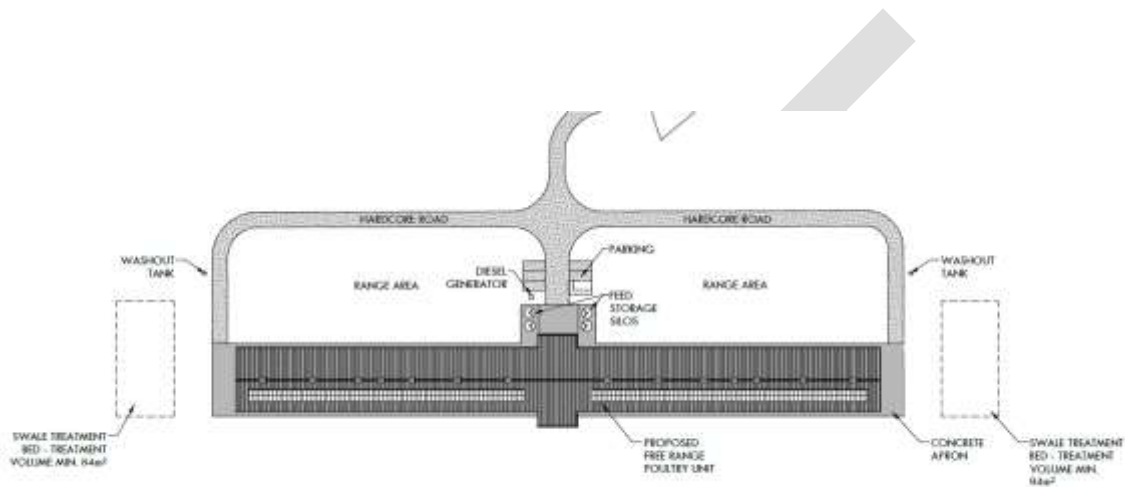 HARDCORE ROAD
HARDCORE ROAD
PARKING
WASHOUT
TANK
WASHOUT
TANK
DIESEL
GENERATOR
RANGE AREA
RANGE AREA
FEED
STORAGE
SILOS
SWALE TREATMENT
BED - TREATMENT
VOLUME MIN.
PROPOSED
FREE RANGE
POULTRY UNIT
CONCRETE
APRON
SWALE TREATMENT
BED - TREATMENT
VOLUME MIN.